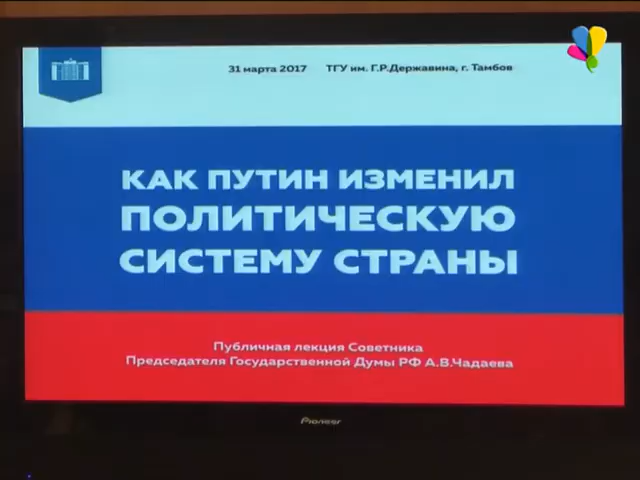 31 марта 2017 ТГУ им. Г.Р.Державина, г. Тамбов
КАК ПУТИН ИЗМЕНИЛ
ПОЛИТИЧЕСКУЮ
СИСТЕМУ СТРАНЫ
Публичная лекция Советника
Председателя Государственной Думы РФ А.В.Чадаева
Pioneer